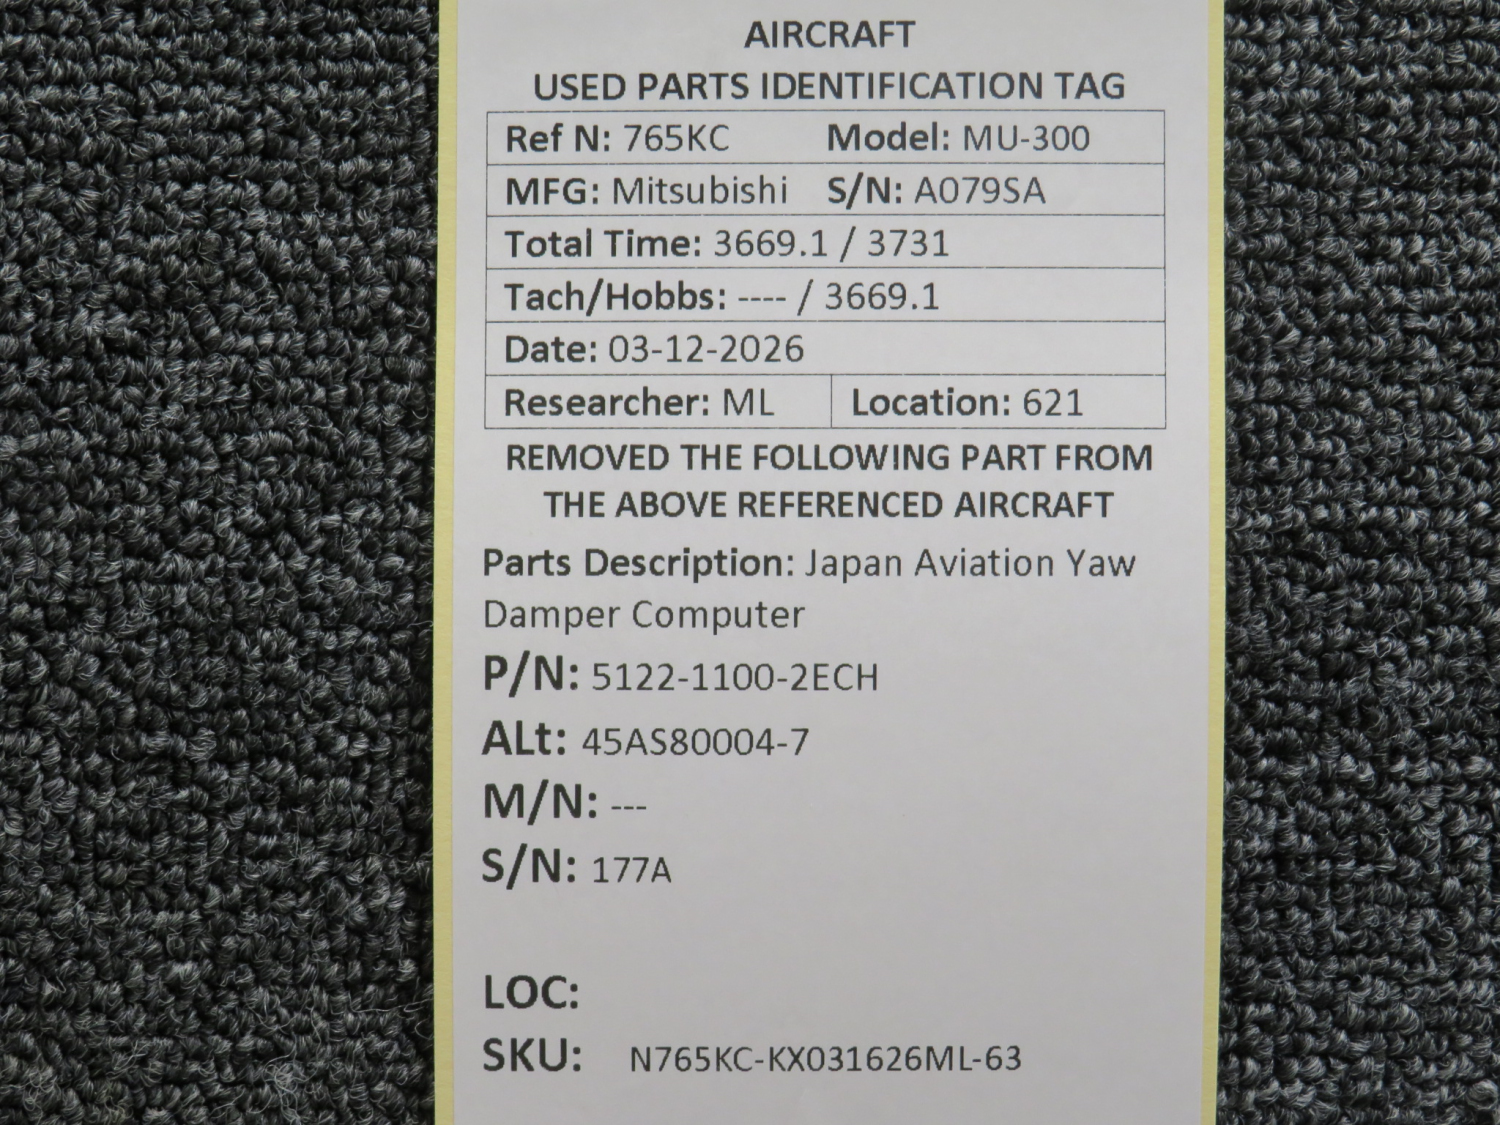 AIRCRAFT
USED PARTS IDENTIFICATION TAG
Ref N: 765KC Model: MU-300
MFG: Mitsubishi S/N: A079SA
Total Time: 3669.1 / 3731
Tach/Hobbs: ---- / 3669.1
Date: 03-12-2026
Researcher: ML Location: 621
REMOVED THE FOLLOWING PART FROM
THE ABOVE REFERENCED AIRCRAFT
Parts Description: Japan Aviation Yaw
Damper Computer
P/N: 5122-1100-2ECH
ALt: 45AS80004-7
M/N: ---
S/N: 177A
LOC:
SKU: N765KC-KX031626ML-63